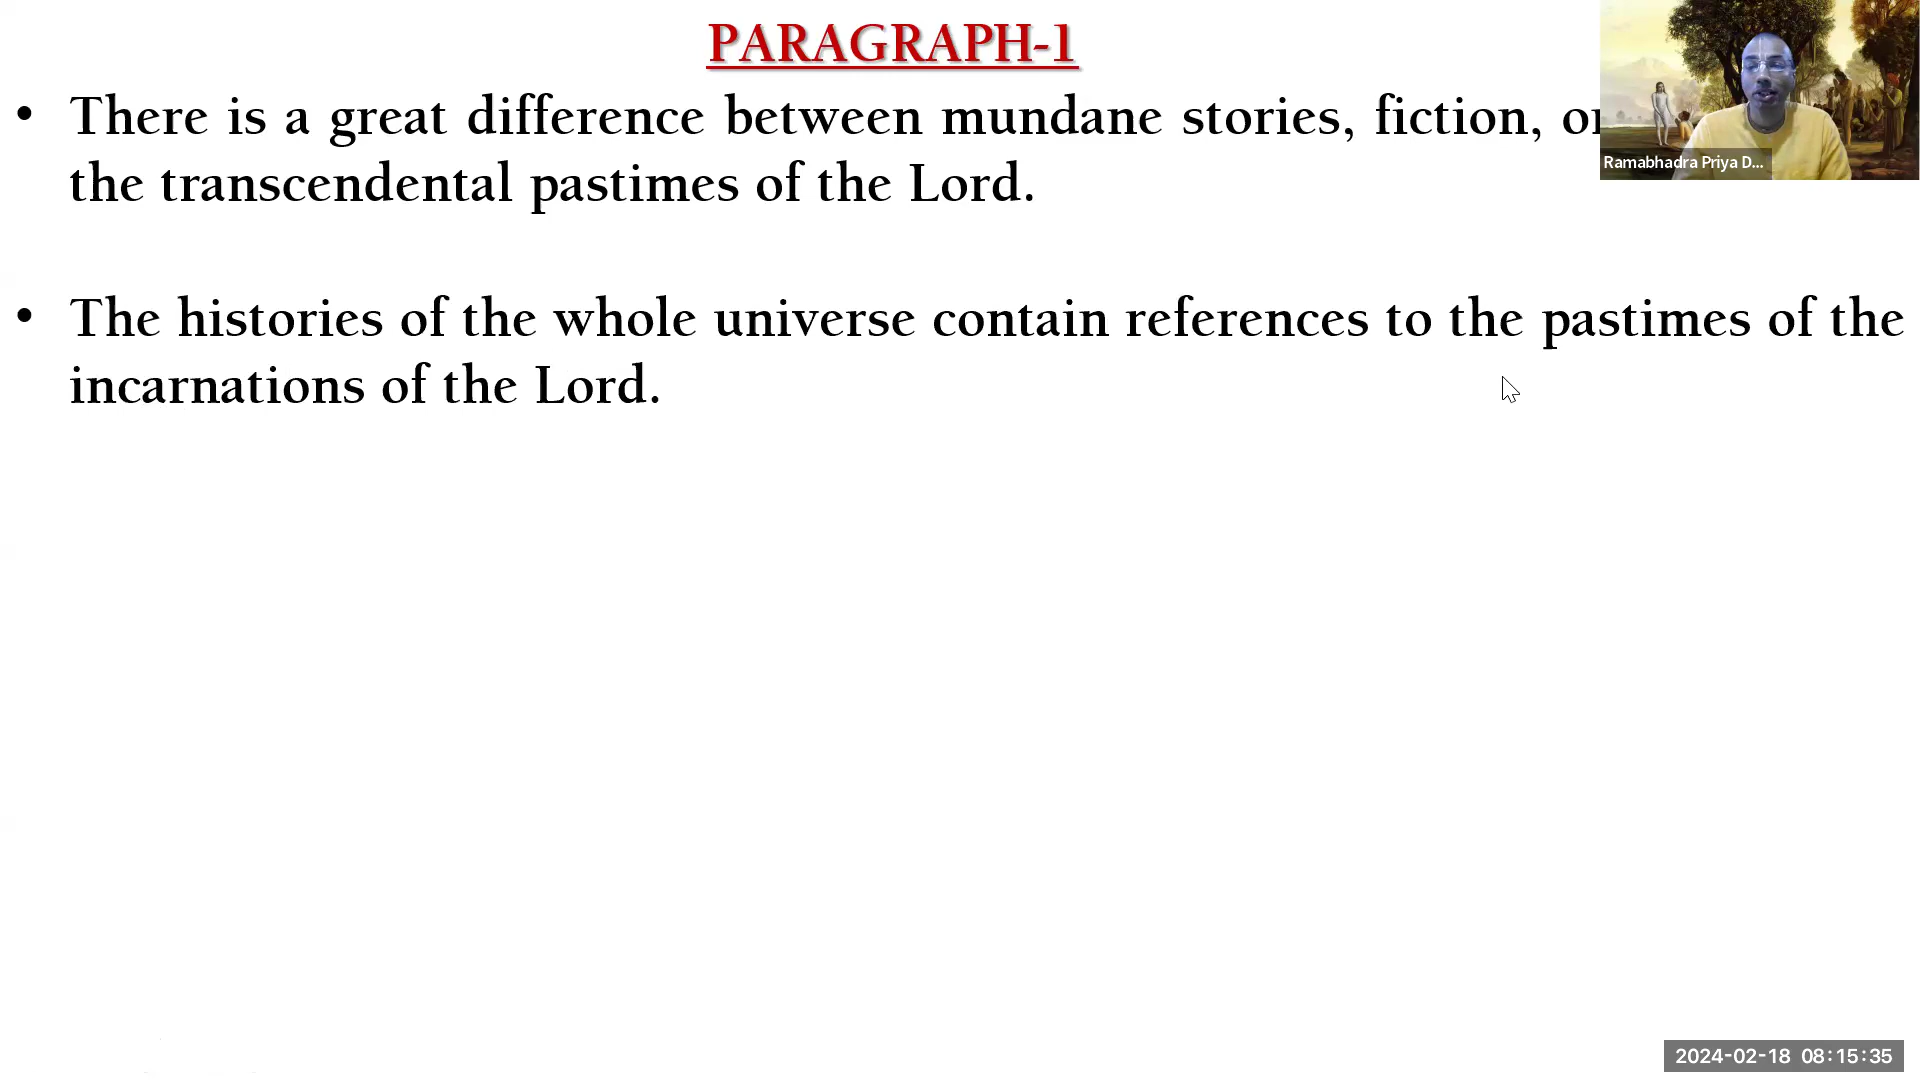 PARAGRAPH-1
• There is a great difference between mundane stories, fiction,
the transcendental pastimes of the Lord.
• The histories of the whole universe contain references to the pastimes of the
incarnations of the Lord.
Ramabhadra Priya D...
2024-02-18 08:15:35